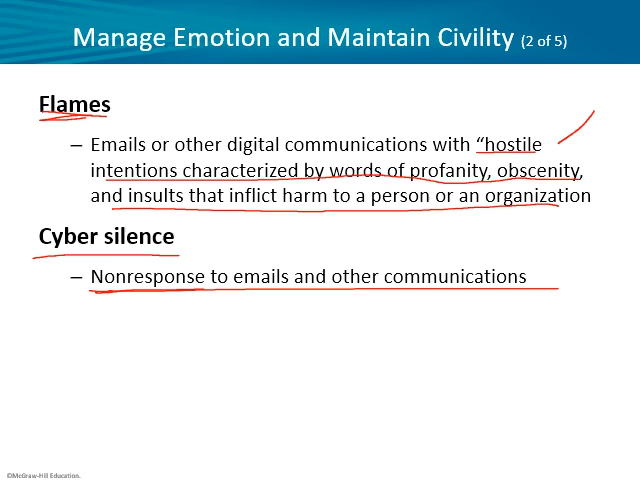 Manage Emotion and Maintain Civility (2 of 5)
Flames
– Emails or other digital communications with “hostile
intentions characterized by words of profanity, obscenity,
and insults that inflict harm to a person or an organization
Cyber silence
– Nonresponse to emails and other communications
©McGraw-Hill Education.